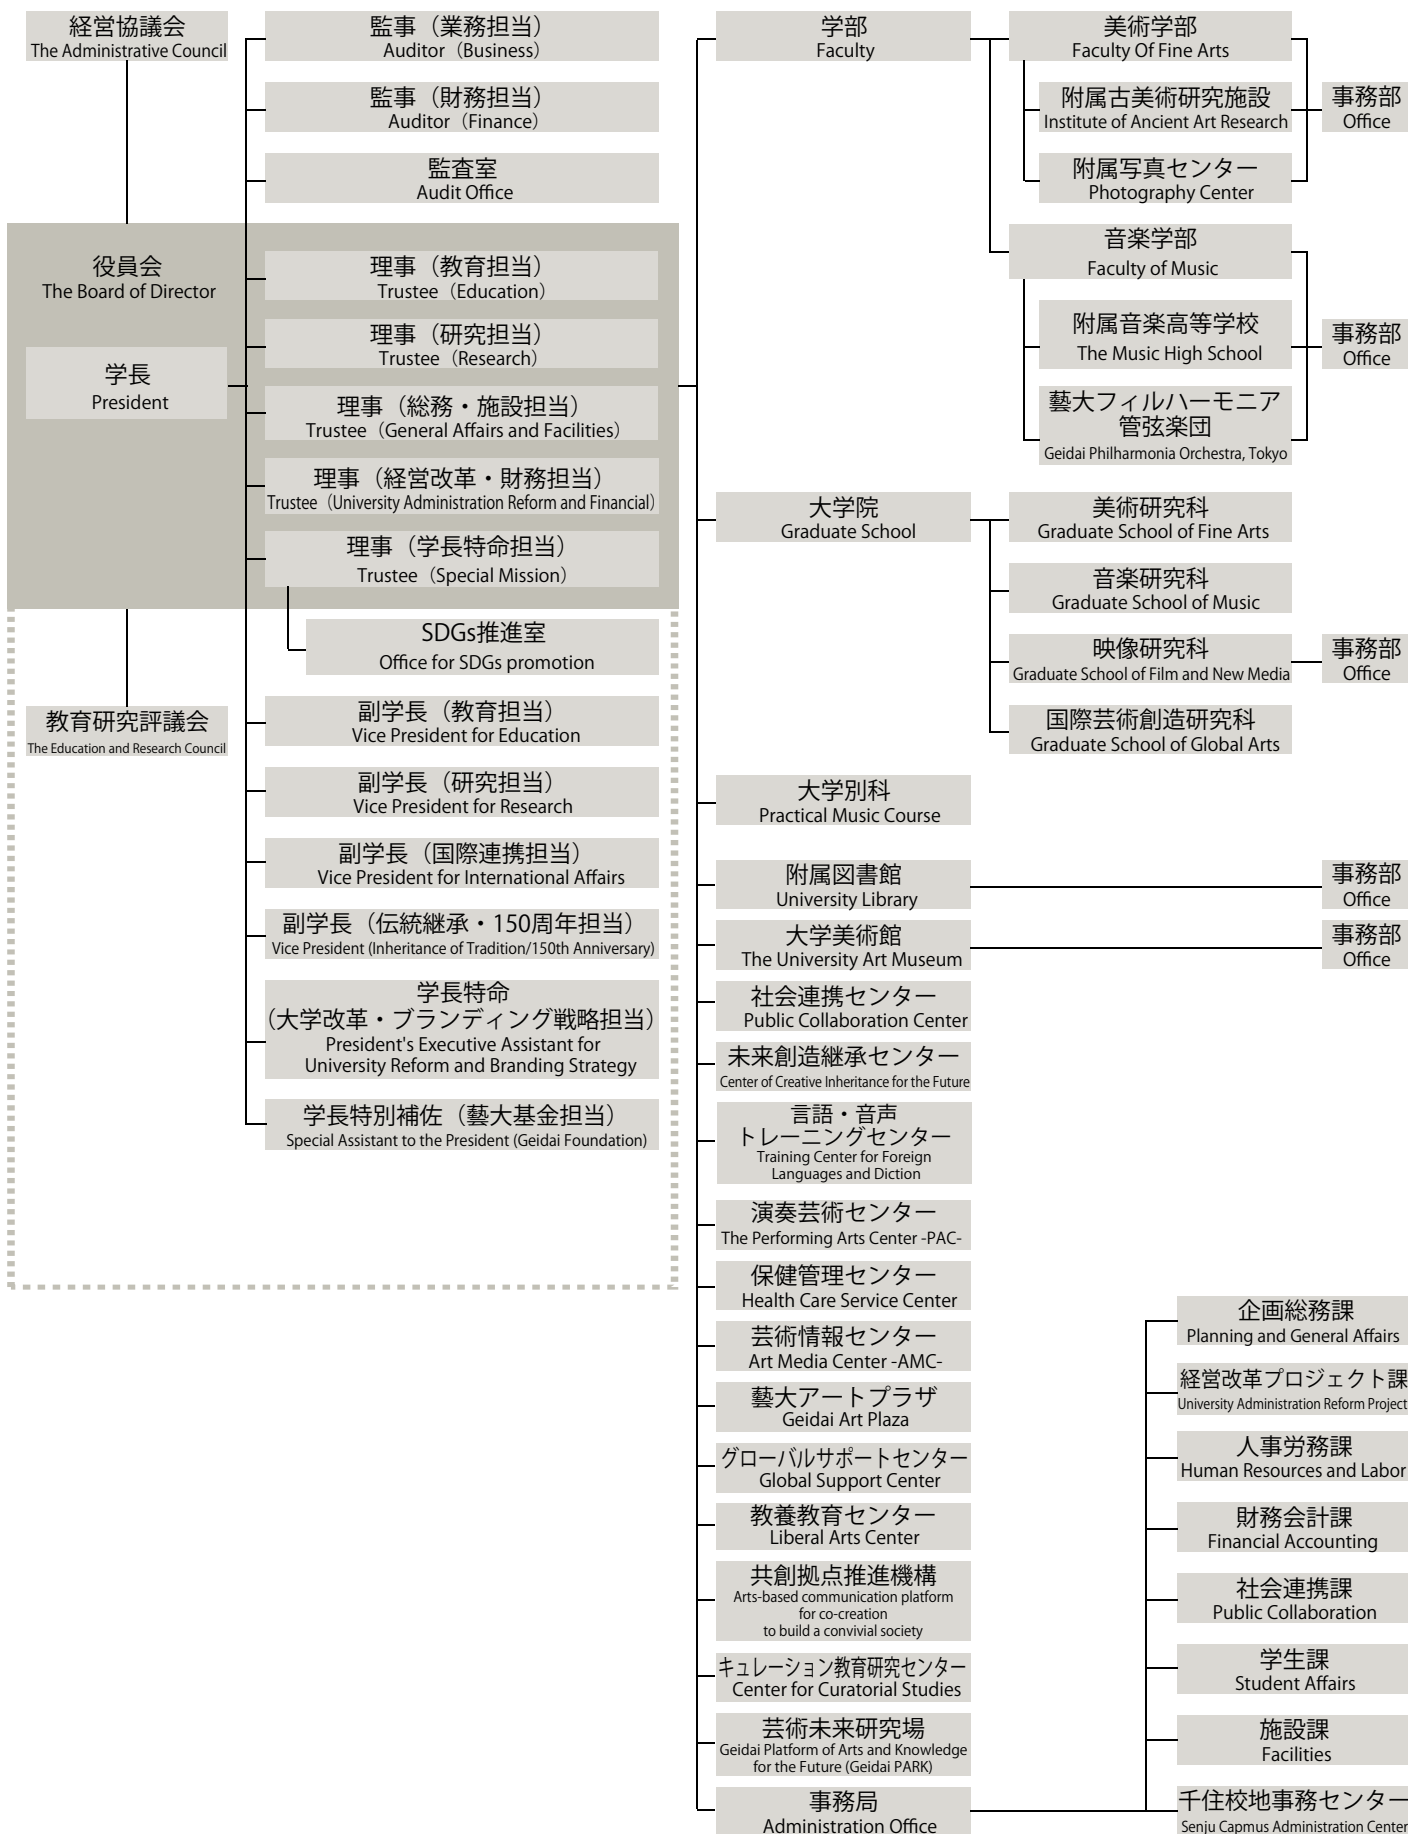 経営協議会
The Administrative Council
役員会
The Board of Director
学長
President
教育研究評議会
The Education and Research Council
監事（業務担当）
Auditor（Business）
監事（財務担当）
Auditor（Finance）
監査室
Audit Office
理事（教育担当）
Trustee（Education）
理事（研究担当）
Trustee（Research）
理事（総務・施設担当）
Trustee（General Affairs and Facilities）
理事（経営改革・財務担当）
Trustee（University Administration Reform and Financial）
理事（学長特命担当）
Trustee（Special Mission）
SDGs推進室
Office for SDGs promotion
副学長（教育担当）
Vice President for Education
副学長（研究担当）
Vice President for Research
副学長（国際連携担当）
Vice President for International Affairs
副学長（伝統継承・150周年担当）
Vice President (Inheritance of Tradition/150th Anniversary)
学長特命
（大学改革・ブランディング戦略担当）
President's Executive Assistant for
University Reform and Branding Strategy
学長特別補佐（藝大基金担当）
Special Assistant to the President (Geidai Foundation)
学部
Faculty
美術学部
Faculty Of Fine Arts
附属古美術研究施設
Institute of Ancient Art Research
附属写真センター
Photography Center
事務部
Office
音楽学部
Faculty of Music
附属音楽高等学校
The Music High School
藝大フィルハーモニア
管弦楽団
Geidai Philharmonia Orchestra, Tokyo
事務部
Office
大学院
Graduate School
美術研究科
Graduate School of Fine Arts
音楽研究科
Graduate School of Music
映像研究科
Graduate School of Film and New Media
事務部
Office
国際芸術創造研究科
Graduate School of Global Arts
大学別科
Practical Music Course
附属図書館
University Library
事務部
Office
大学美術館
The University Art Museum
事務部
Office
社会連携センター
Public Collaboration Center
未来創造継承センター
Center of Creative Inheritance for the Future
言語・音声
トレーニングセンター
Training Center for Foreign
Languages and Diction
演奏芸術センター
The Performing Arts Center -PAC-
保健管理センター
Health Care Service Center
芸術情報センター
Art Media Center -AMC-
藝大アートプラザ
Geidai Art Plaza
グローバルサポートセンター
Global Support Center
教養教育センター
Liberal Arts Center
共創拠点推進機構
Arts-based communication platform
for co-creation
to build a convivial society
キュレーション教育研究センター
Center for Curatorial Studies
芸術未来研究場
Geidai Platform of Arts and Knowledge
for the Future (Geidai PARK)
事務局
Administration Office
企画総務課
Planning and General Affairs
経営改革プロジェクト課
University Administration Reform Project
人事労務課
Human Resources and Labor
財務会計課
Financial Accounting
社会連携課
Public Collaboration
学生課
Student Affairs
施設課
Facilities
千住校地事務センター
Senju Capmus Administration Center